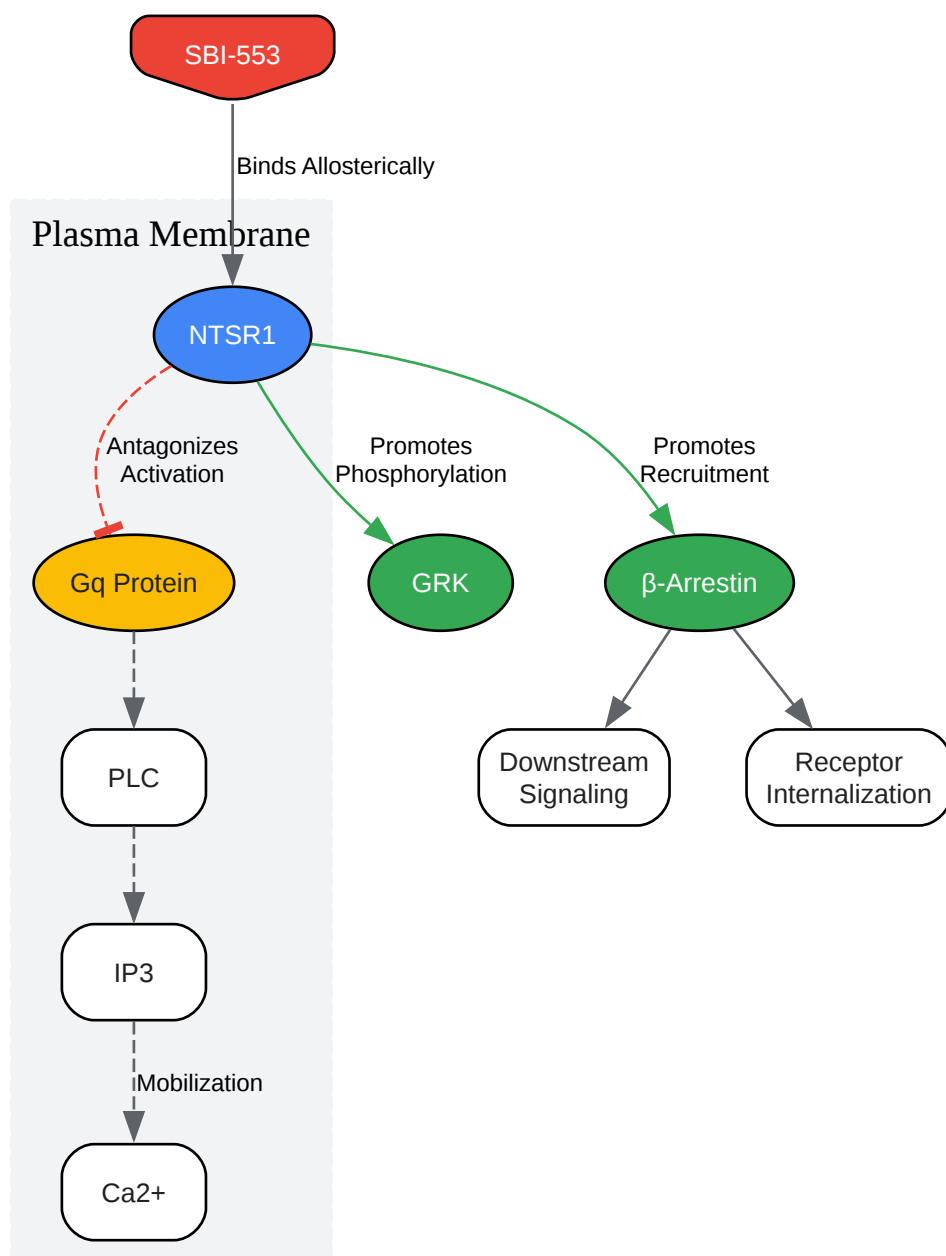 SBI-553
Binds Allosterically
Plasma Membrane
NTSR1
Antagonizes
Activation
Promotes
Phosphorylation
Promotes
Recruitment
Gq Protein
GRK
β-Arrestin
PLC
Downstream
Signaling
Receptor
Internalization
IP3
Mobilization
Ca2+